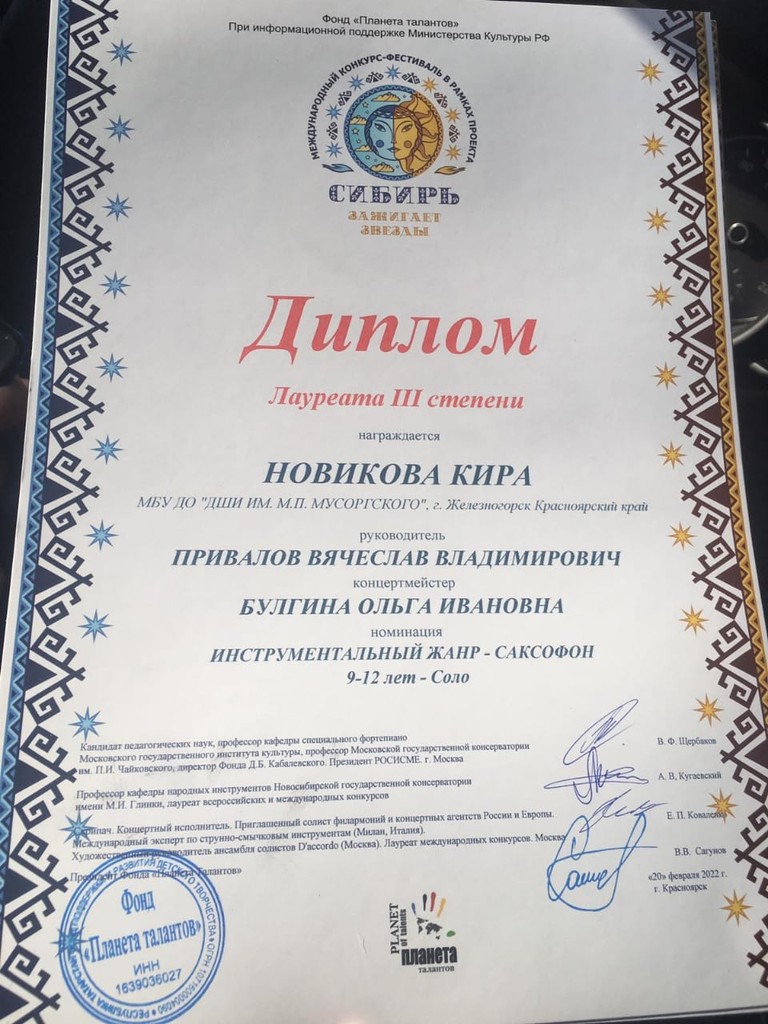 Фонд «Планета талантов»
При информационной поддержке Министерства Культуры РФ
МЕЖДУНАРОДНЫЙ КОНКУРС-ФЕСТИВАЛЬ В РАМКАХ ПРОЕКТА
СИБИРЬ
ЗАЖИГАЕТ
ЗВЕЗДЫ
Диплом
Лауреата III степени
награждается
НОВИКОВА КИРА
МБУ ДО "ДШИ ИМ. М.П. МУСОРГСКОГО", г. Железногорск Красноярский край
руководитель
ПРИВАЛОВ ВЯЧЕСЛАВ ВЛАДИМИРОВИЧ
концертмейстер
БУЛГИНА ОЛЬГА ИВАНОВНА
номинация
ИНСТРУМЕНТАЛЬНЫЙ ЖАНР - САКСОФОН
9-12 лет - Соло
Кандидат педагогических наук, профессор кафедры специального фортепиано
Московского государственного института культуры, профессор Московской государственной консерватории
им. П.И. Чайковского, директор Фонда Д.Б. Кабалевского. Президент РОСИСМЕ. г. Москва
В. Ф. Щербаков
Профессор кафедры народных инструментов Новосибирской государственной консерватории
имени М.И. Глинки, лауреат всероссийских и международных конкурсов
А. В. Кугаевский
Скрипач. Концертный исполнитель. Приглашенный солист филармоний и концертных агентств России и Европы.
Международный эксперт по струнно-смычковым инструментам (Милан, Италия).
Художественный руководитель ансамбля солистов D'accordo (Москва). Лауреат международных конкурсов. Москва
Е. П. Коваленко
Президент Фонда «Планета Талантов»
В.В. Сагунов
«20» февраля 2022 г.
г. Красноярск
РАЗВИТИЯ ДЕТСКОГО ТВОРЧЕСТВА
Фонд
«Планета талантов»
ИНН
1639036027
PLANET
of talents
планета
талантов